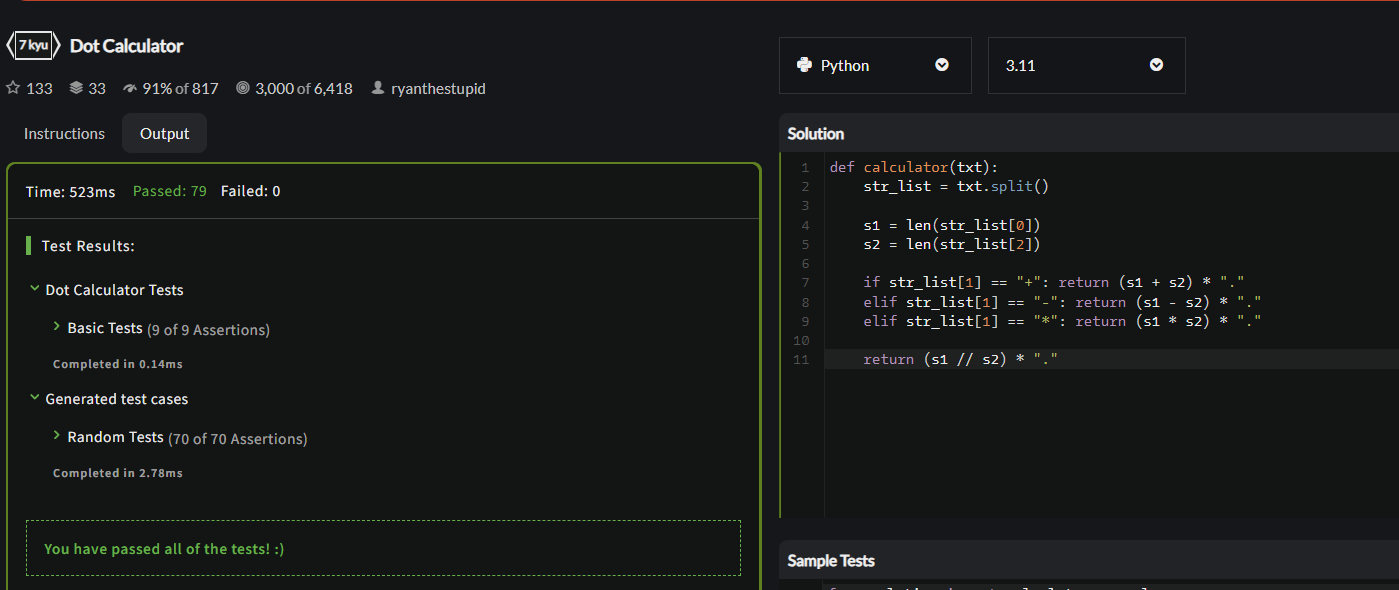 7 kyu Dot Calculator
133 33 91% of 817 3,000 of 6,418 ryanthestupid
Instructions Output
Time: 523ms Passed: 79 Failed: 0
Test Results:
Dot Calculator Tests
Basic Tests (9 of 9 Assertions)
Completed in 0.14ms
Generated test cases
Random Tests (70 of 70 Assertions)
Completed in 2.78ms
You have passed all of the tests! :)
Python 3.11
Solution
1 def calculator(txt):
2     str_list = txt.split()
3
4     s1 = len(str_list[0])
5     s2 = len(str_list[2])
6
7     if str_list[1] == "+": return (s1 + s2) * "."
8     elif str_list[1] == "-": return (s1 - s2) * "."
9     elif str_list[1] == "*": return (s1 * s2) * "."
10
11     return (s1 // s2) * "."
Sample Tests